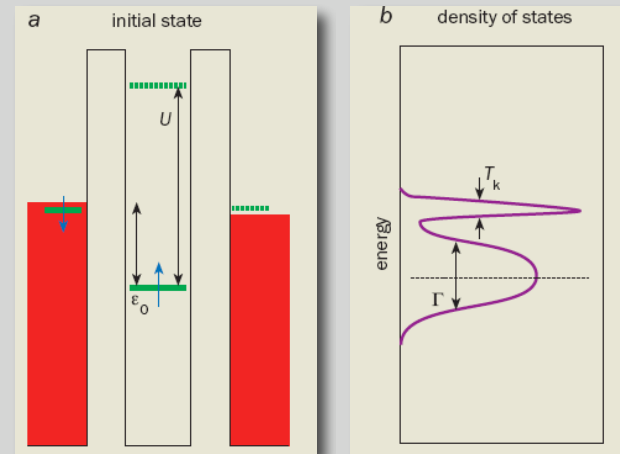 a
initial state
U
ε0
b
density of states
energy
Tk
Γ